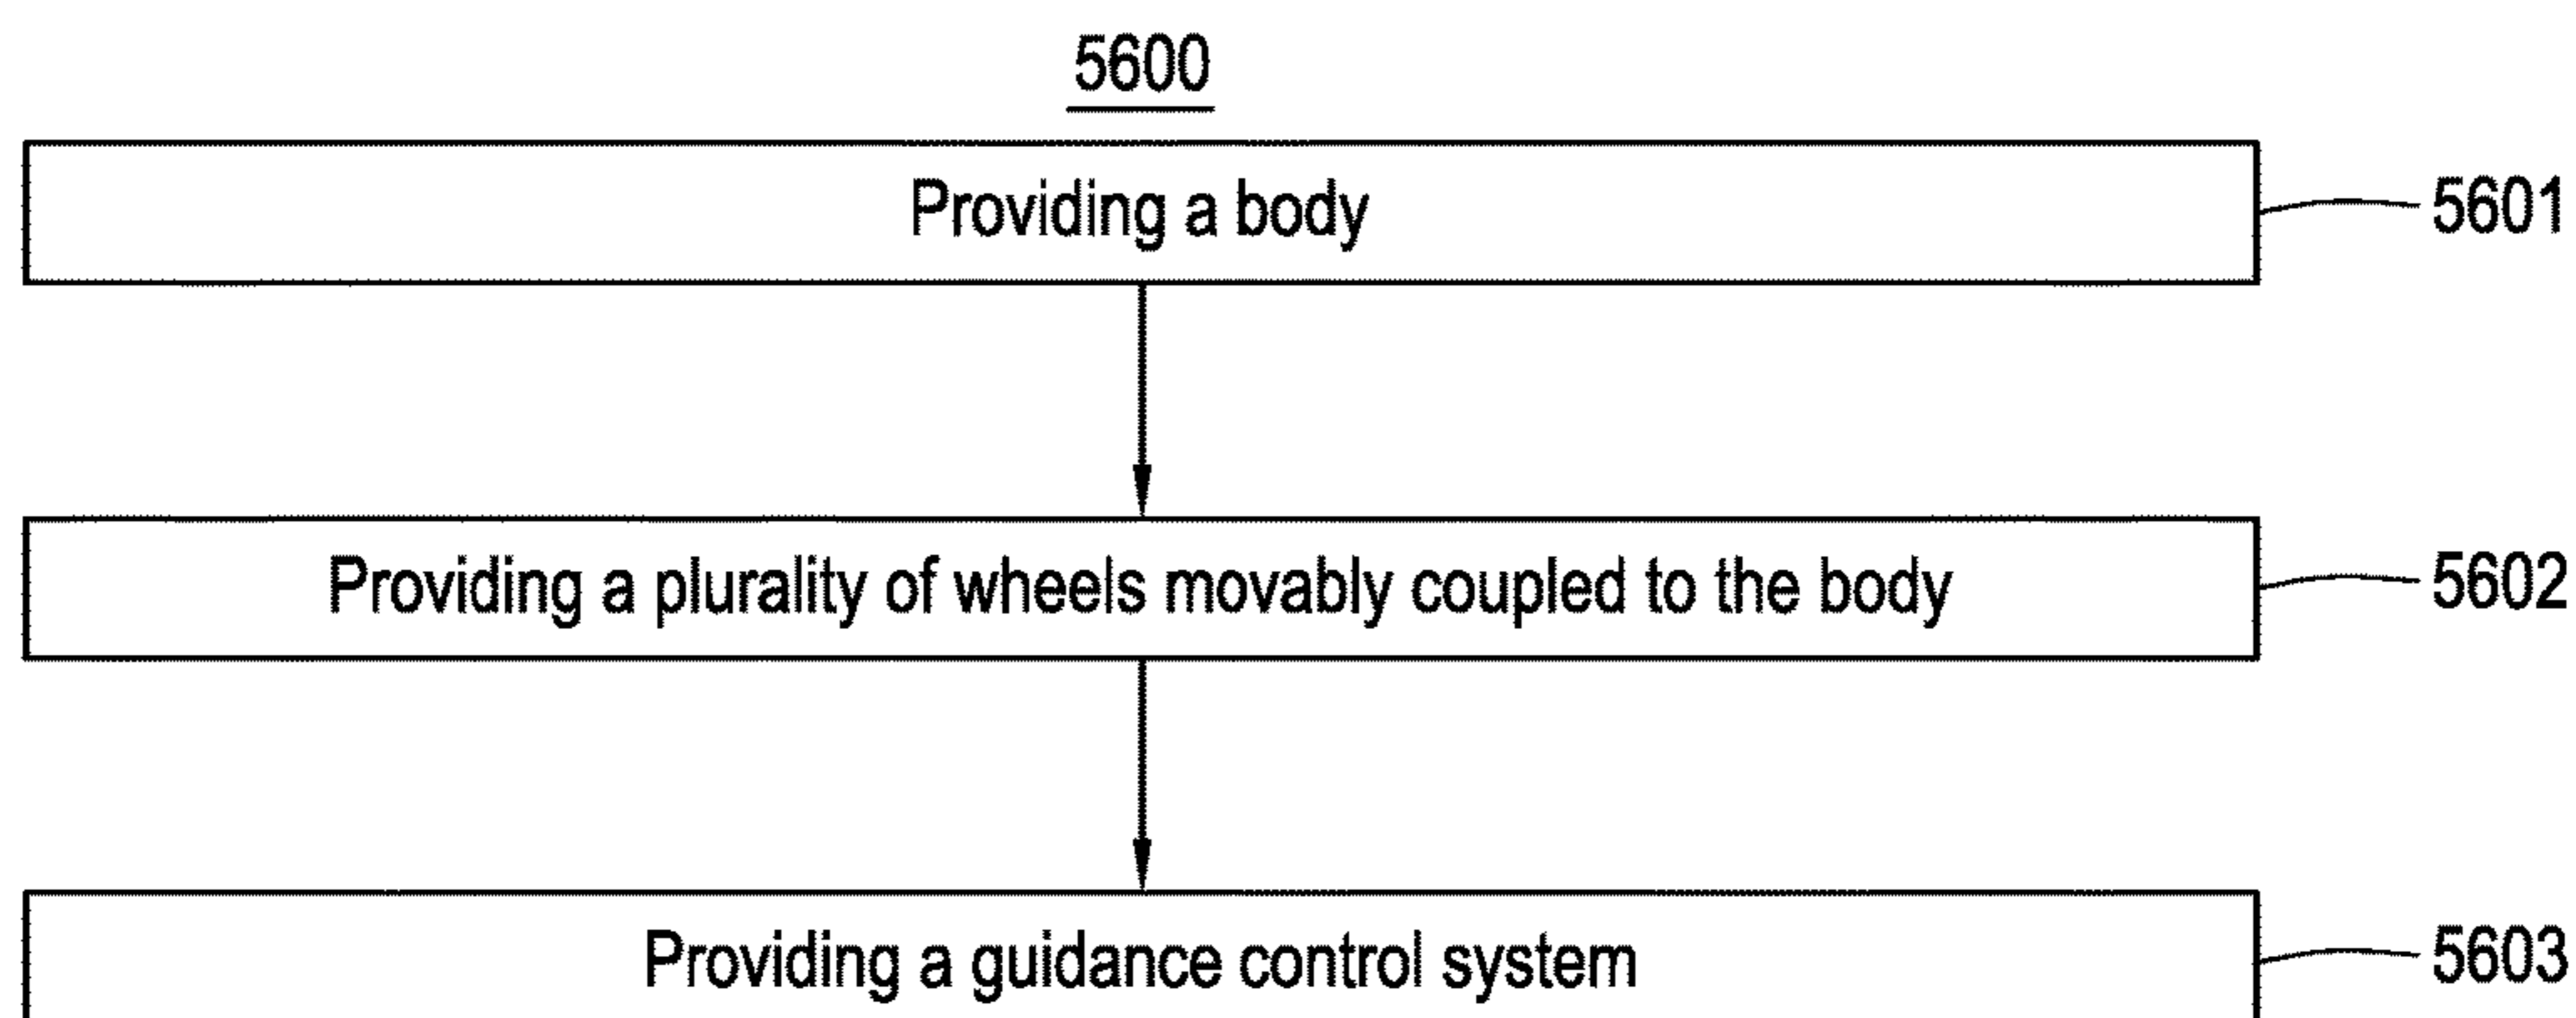 5600
Providing a body
5601
Providing a plurality of wheels movably coupled to the body
5602
Providing a guidance control system
5603